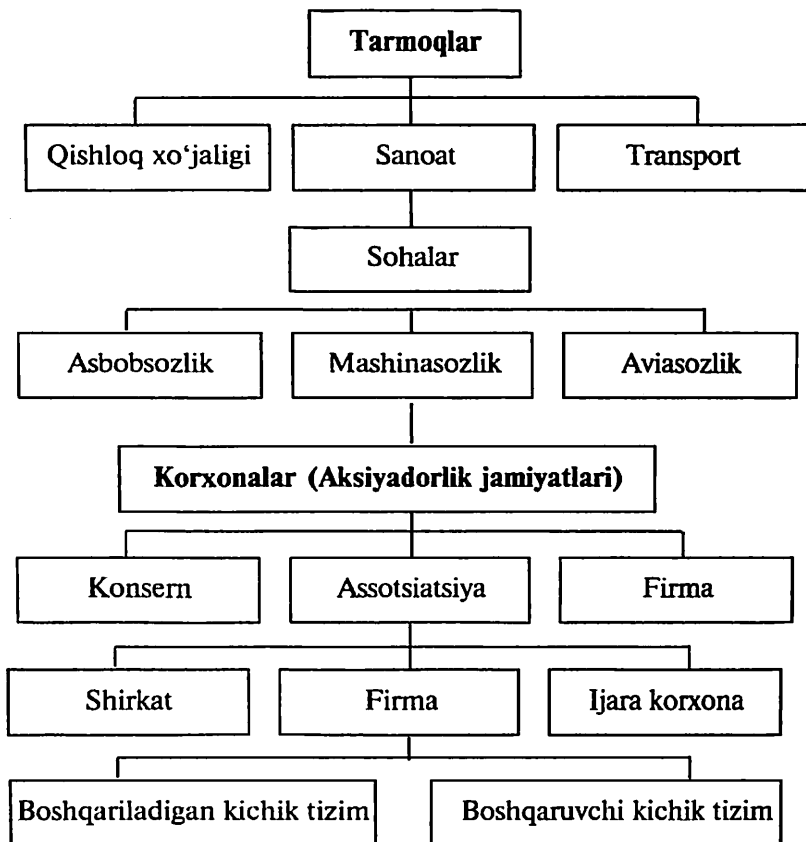 Tarmoqlar
Qishloq xo‘jaligi Sanoat Transport
Sohalar
Asbobsozlik Mashinasozlik Aviasozlik
Korxonalar (Aksiyadorlik jamiyatlari)
Konsern Assotsiatsiya Firma
Shirkat Firma Ijara korxona
Boshqariladigan kichik tizim Boshqaruvchi kichik tizim